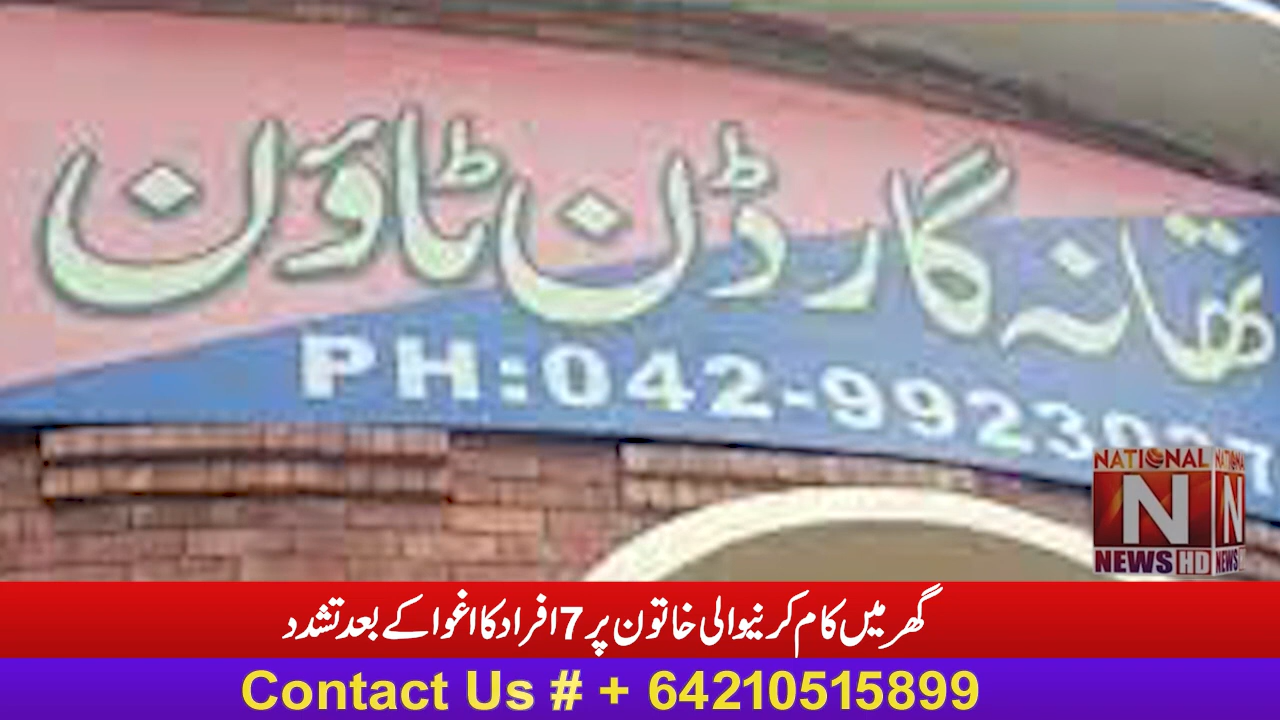 تھانہ گارڈن ٹاؤن
PH:042-9923
NATIONAL
N
NEWS HD
گھر میں کام کرنیوالی خاتون پر 7 افراد کا اغوا کے بعد تشدد
Contact Us # + 64210515899